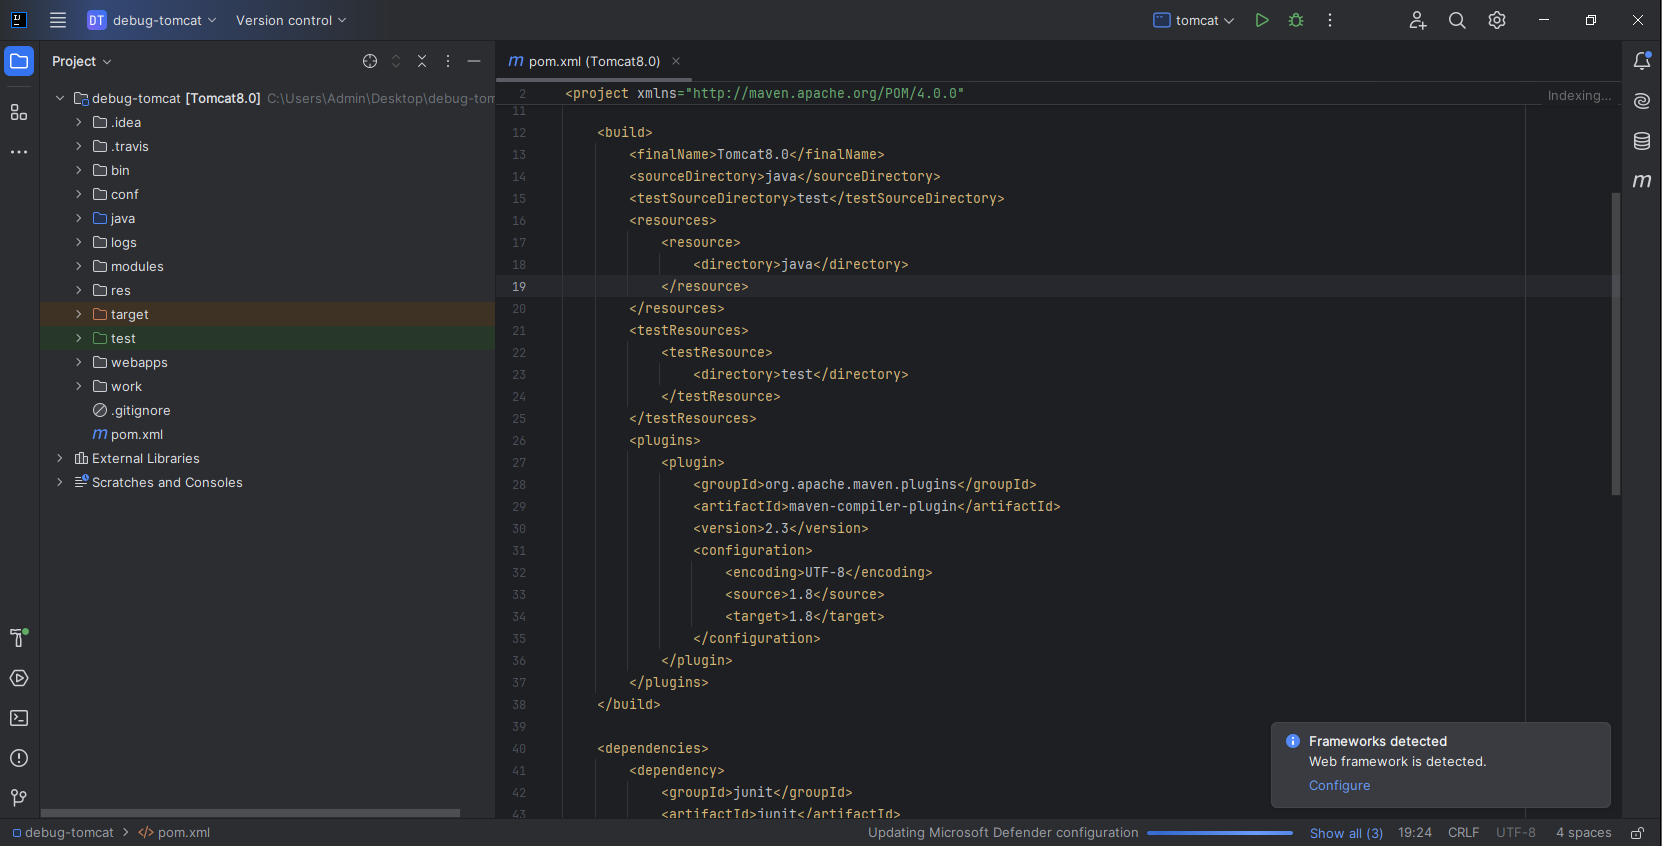 DT debug-tomcat Version control tomcat
Project
pom.xml (Tomcat8.0)
debug-tomcat [Tomcat8.0] C:\Users\Admin\Desktop\debug-tom
.idea
.travis
bin
conf
java
logs
modules
res
target
test
webapps
work
.gitignore
pom.xml
External Libraries
Scratches and Consoles
2 <project xmlns="http://maven.apache.org/POM/4.0.0"
Indexing...
11
12 <build>
13 <finalName>Tomcat8.0</finalName>
14 <sourceDirectory>java</sourceDirectory>
15 <testSourceDirectory>test</testSourceDirectory>
16 <resources>
17 <resource>
18 <directory>java</directory>
19 </resource>
20 </resources>
21 <testResources>
22 <testResource>
23 <directory>test</directory>
24 </testResource>
25 </testResources>
26 <plugins>
27 <plugin>
28 <groupId>org.apache.maven.plugins</groupId>
29 <artifactId>maven-compiler-plugin</artifactId>
30 <version>2.3</version>
31 <configuration>
32 <encoding>UTF-8</encoding>
33 <source>1.8</source>
34 <target>1.8</target>
35 </configuration>
36 </plugin>
37 </plugins>
38 </build>
39
40 <dependencies>
41 <dependency>
42 <groupId>junit</groupId>
43 <artifactId>junit</artifactId>
Frameworks detected
Web framework is detected.
Configure
debug-tomcat > pom.xml
Updating Microsoft Defender configuration Show all (3) 19:24 CRLF UTF-8 4 spaces